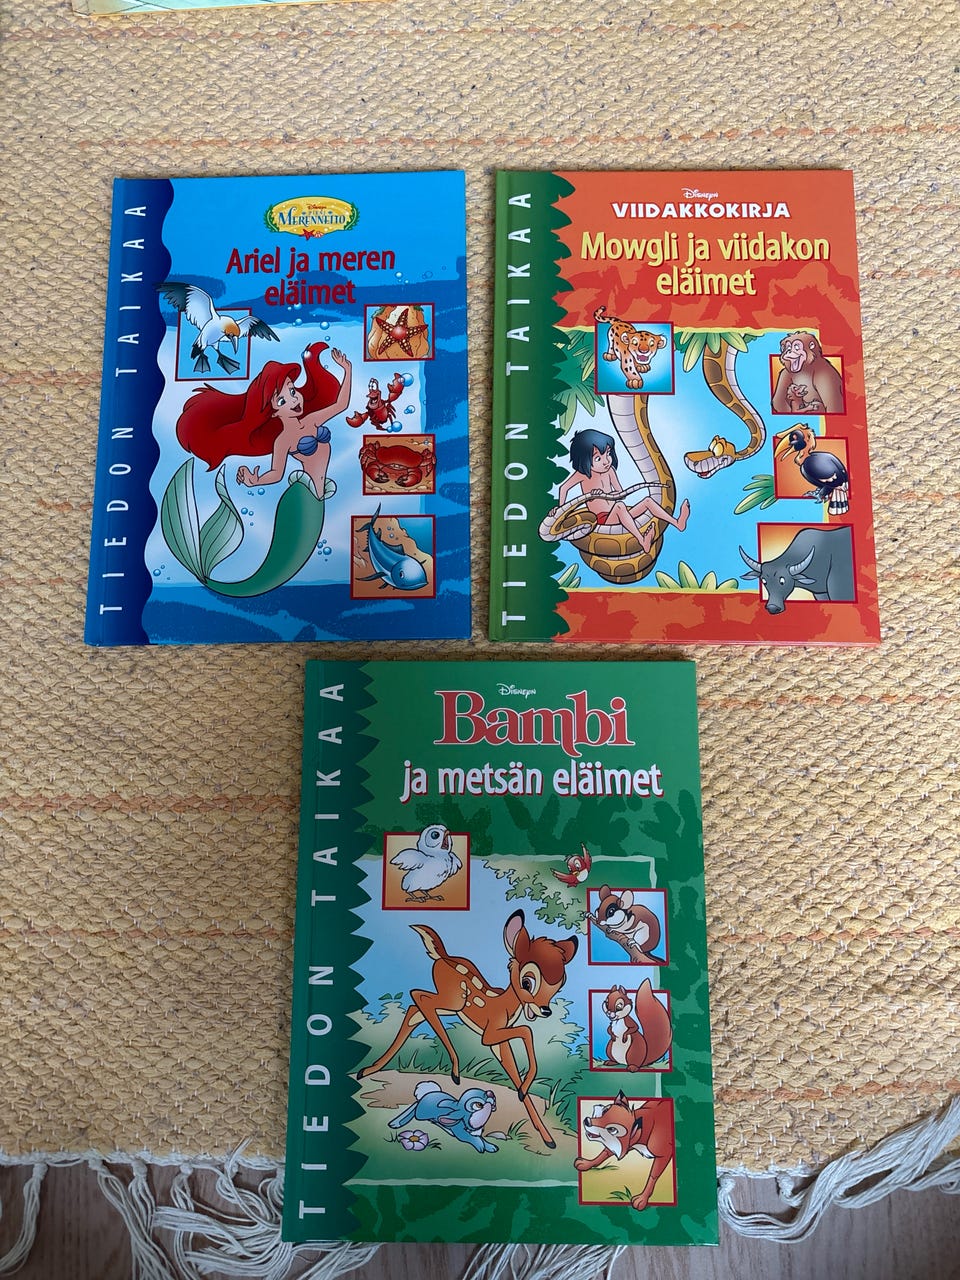 TIEDON TAIKAA
Disneyn
PIENI
MERENNEITO
Ariel ja meren
eläimet
TIEDON TAIKAA
Disneyn
VIIDAKKOKIRJA
Mowgli ja viidakon
eläimet
TIEDON TAIKAA
Disneyn
Bambi
ja metsän eläimet